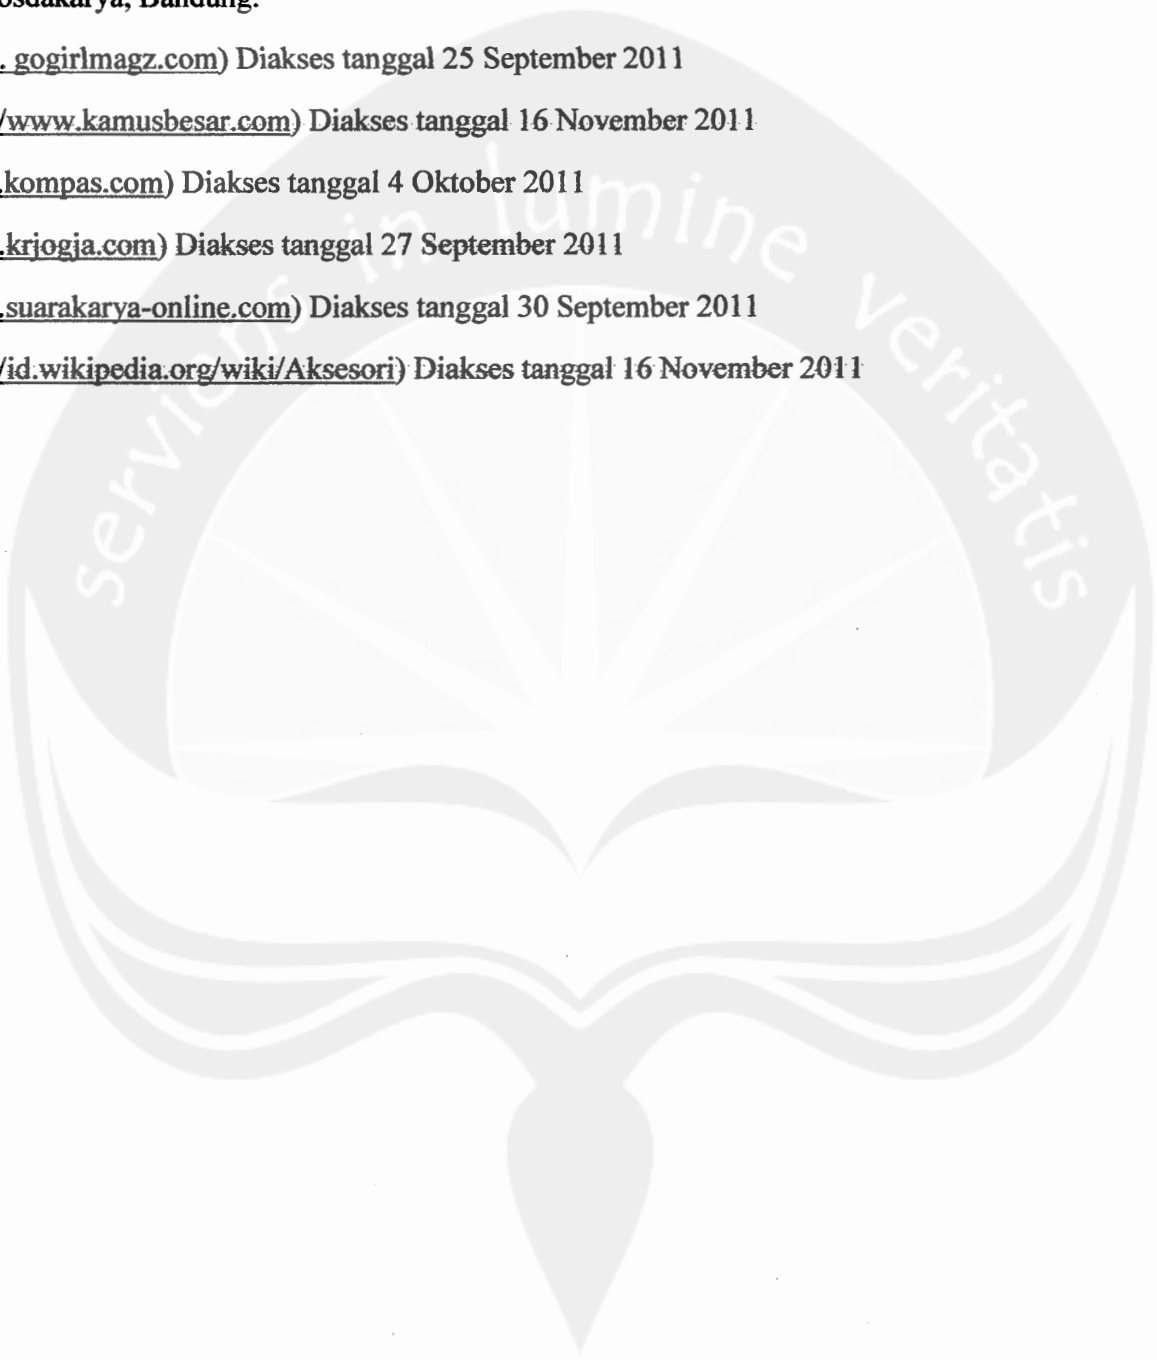 osdakarya, Bandung.
. gogirlmagz.com) Diakses tanggal 25 September 2011
/www.kamusbesar.com) Diakses tanggal 16 November 2011
.kompas.com) Diakses tanggal 4 Oktober 2011
.krjogja.com) Diakses tanggal 27 September 2011
.suarakarya-online.com) Diakses tanggal 30 September 2011
/id.wikipedia.org/wiki/Aksesori) Diakses tanggal 16 November 2011
serviens in lumine veritatis